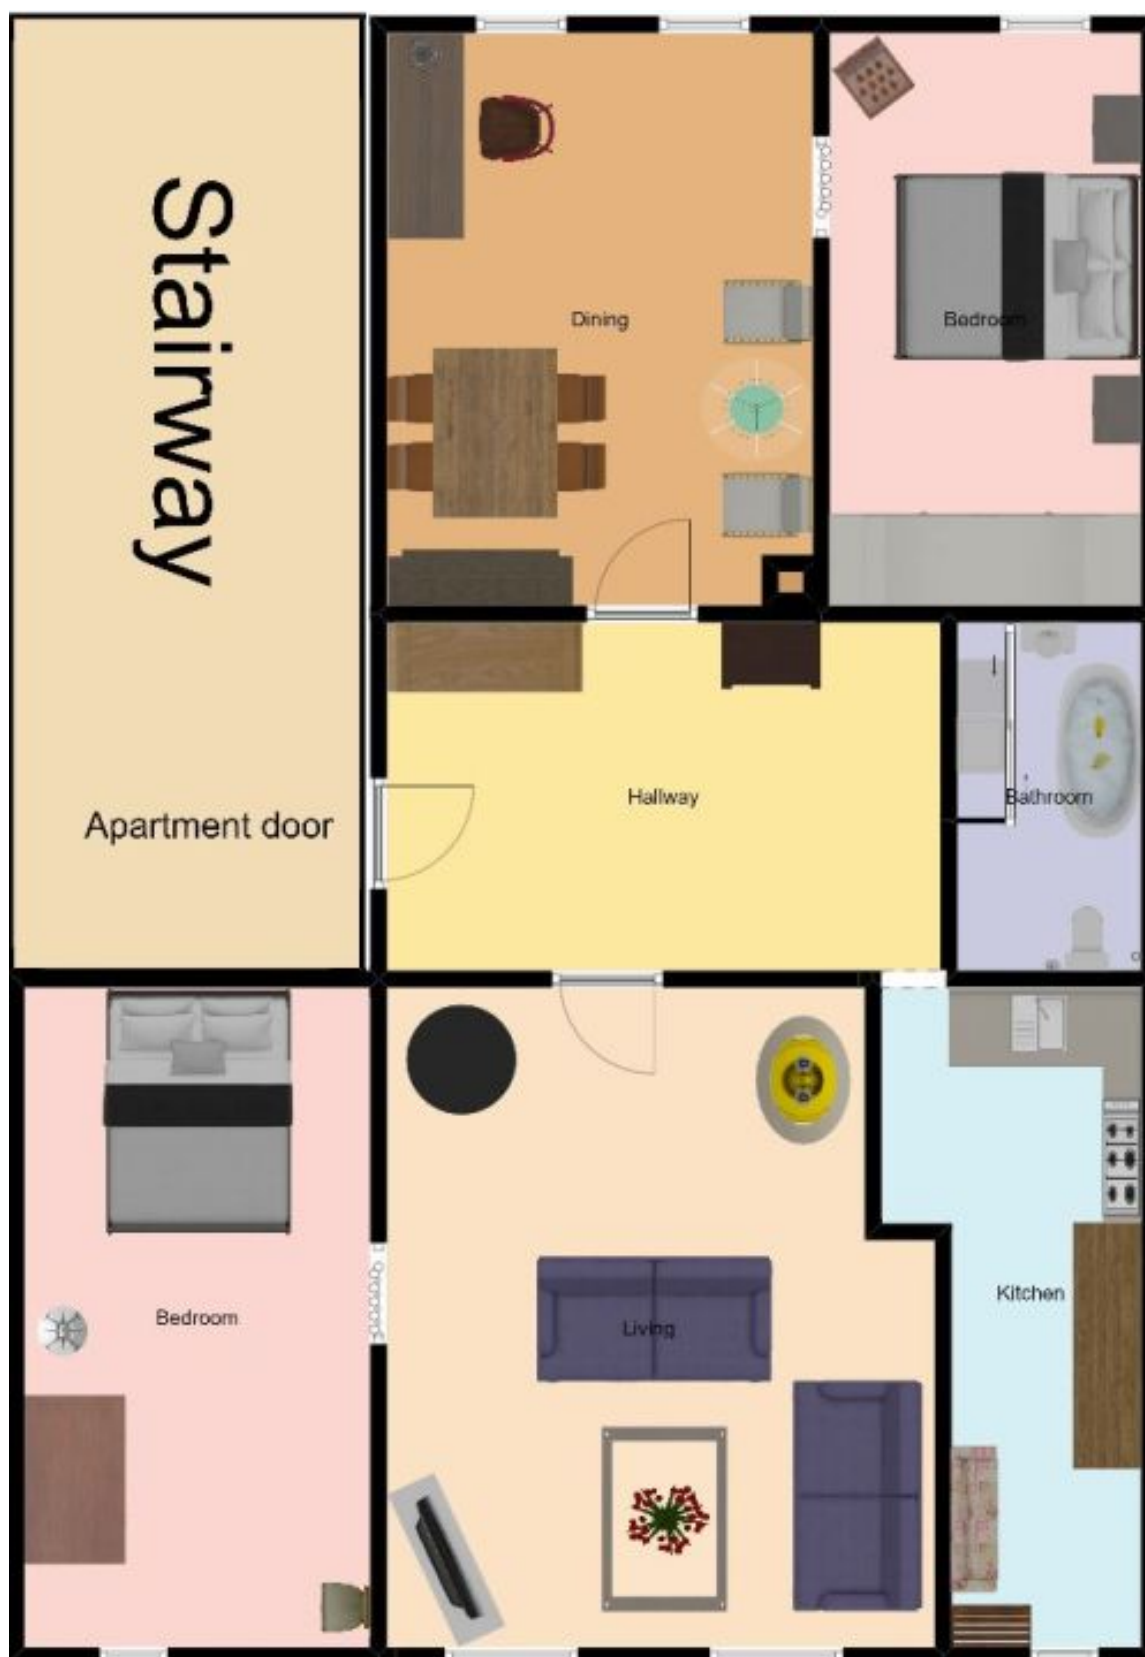 Stairway
Dining
Bedroom
Apartment door
Hallway
Bathroom
Bedroom
Living
Kitchen